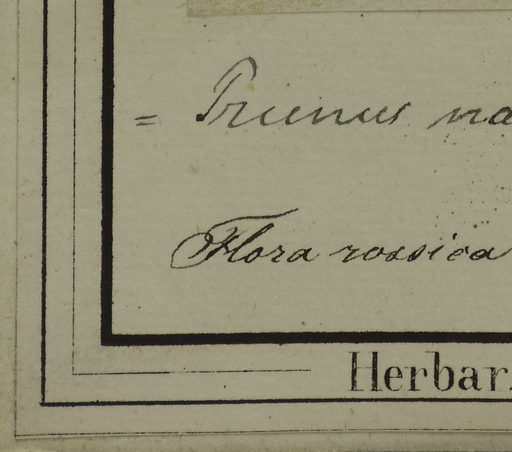 = Prunus na
Flora rossica
Herbar.